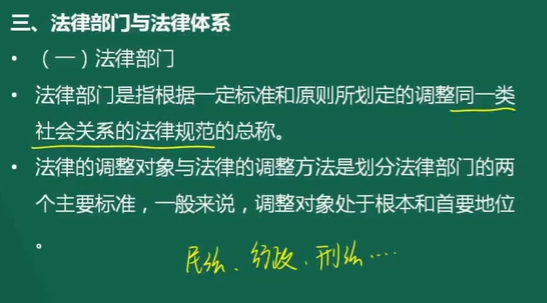 三、法律部门与法律体系
• （一）法律部门
• 法律部门是指根据一定标准和原则所划定的调整同一类
社会关系的法律规范的总称。
• 法律的调整对象与法律的调整方法是划分法律部门的两
个主要标准，一般来说，调整对象处于根本和首要地位
。
民法、行政、刑法····